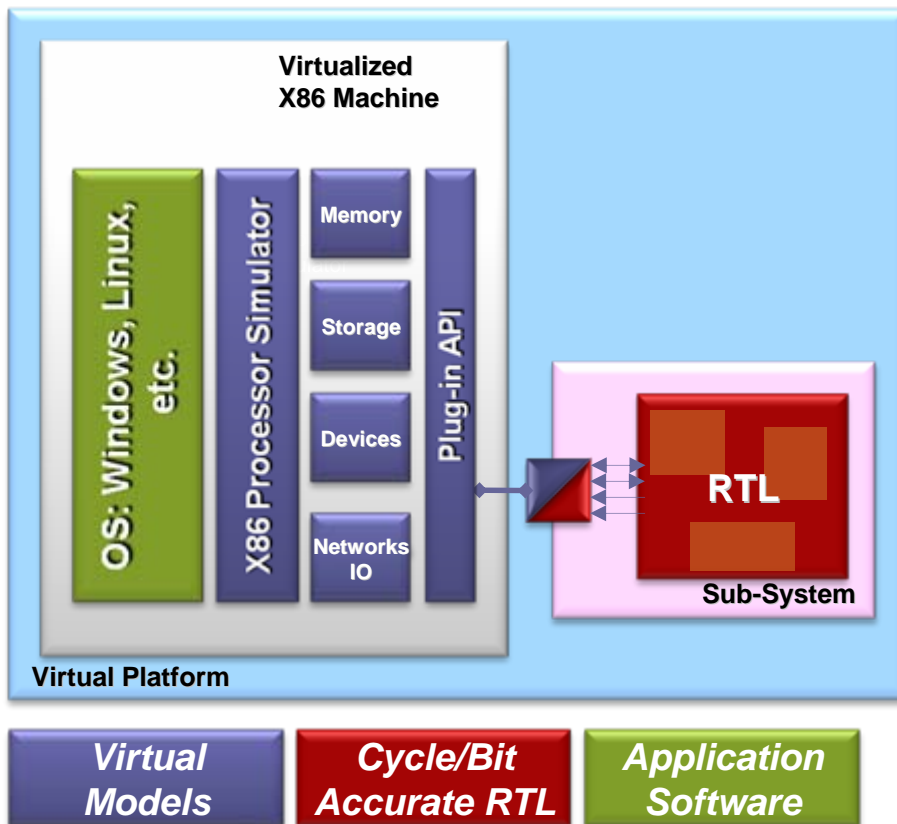 Virtualized
X86 Machine
OS: Windows, Linux,
etc.
X86 Processor Simulator
Memory
Storage
Devices
Networks
IO
Plug-in API
RTL
Sub-System
Virtual Platform
Virtual
Models
Cycle/Bit
Accurate RTL
Application
Software